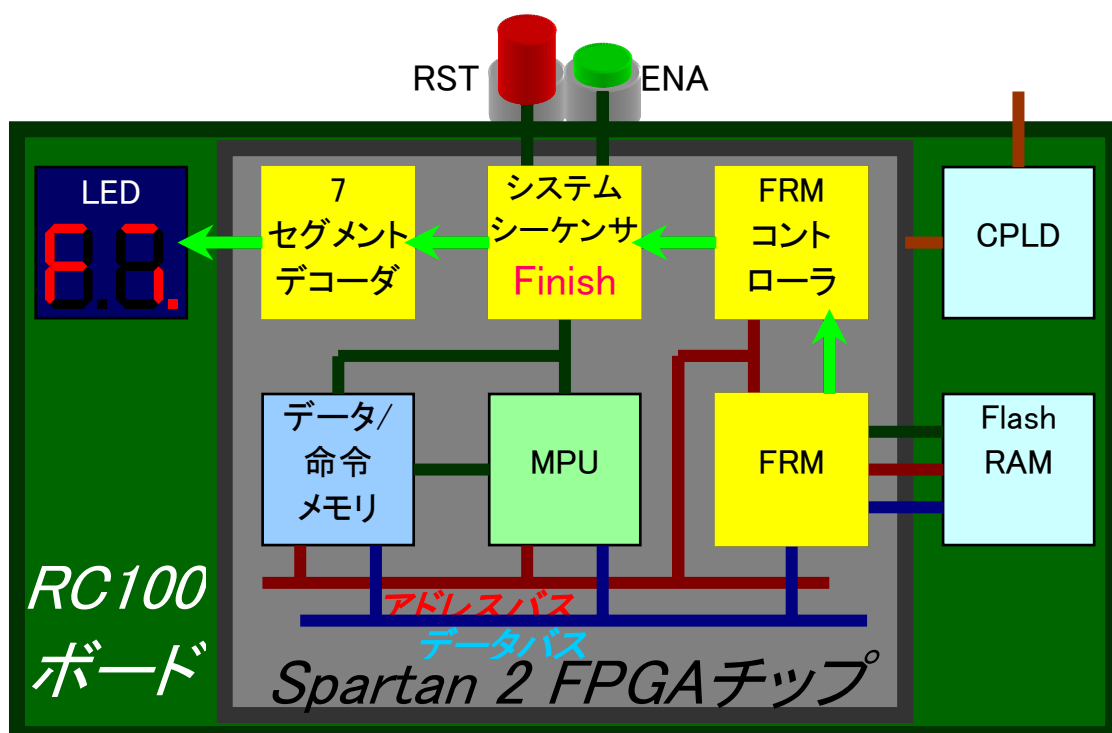 RST
ENA
LED
Fi.
7
セグメント
デコーダ
システム
シーケンサ
Finish
FRM
コント
ローラ
CPLD
データ/
命令
メモリ
MPU
FRM
Flash
RAM
アドレスバス
データバス
RC100
ボード
Spartan 2 FPGAチップ